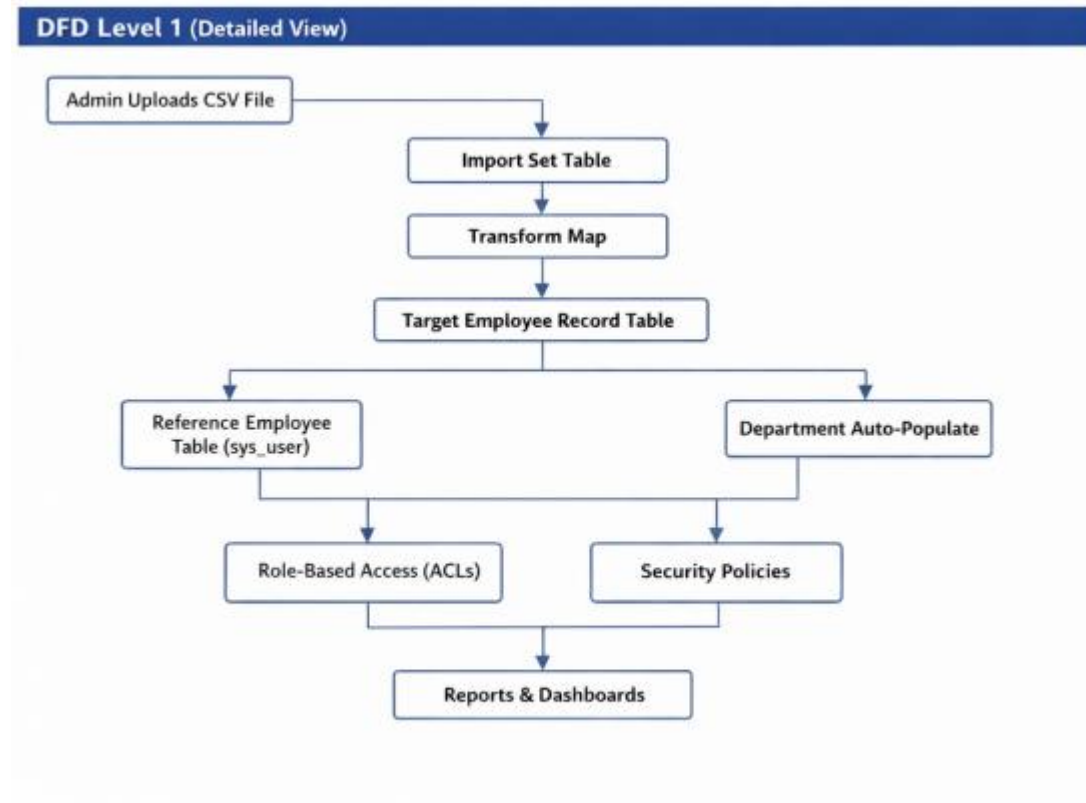 DFD Level 1 (Detailed View)
Admin Uploads CSV File
Import Set Table
Transform Map
Target Employee Record Table
Reference Employee
Table (sys_user)
Department Auto-Populate
Role-Based Access (ACLs)
Security Policies
Reports & Dashboards